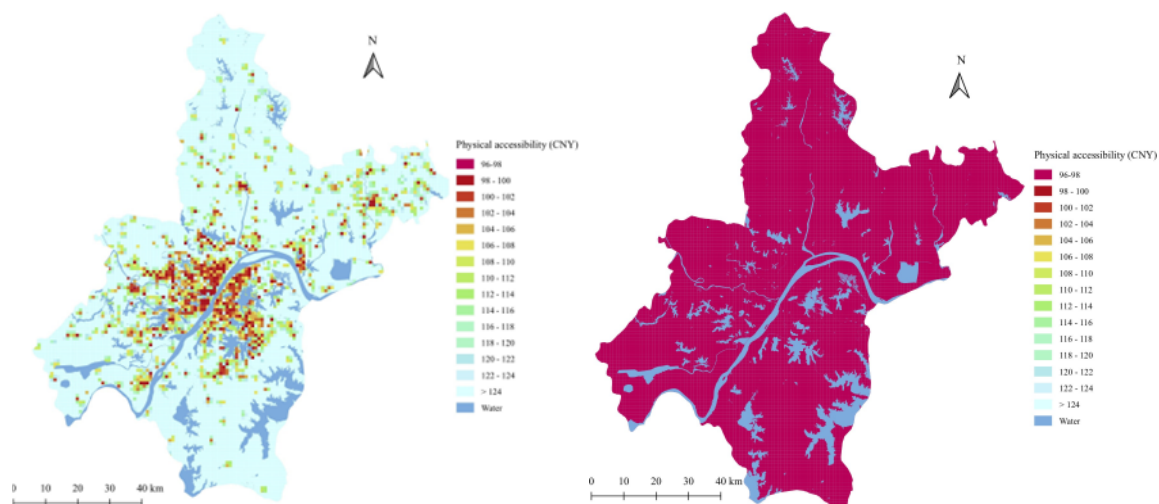 N
Physical accessibility (CNY)
96-98
98 - 100
100 - 102
102 - 104
104 - 106
106 - 108
108 - 110
110 - 112
112 - 114
114 - 116
116 - 118
118 - 120
120 - 122
122 - 124
> 124
Water
0 10 20 30 40 km
N
Physical accessibility (CNY)
96-98
98 - 100
100 - 102
102 - 104
104 - 106
106 - 108
108 - 110
110 - 112
112 - 114
114 - 116
116 - 118
118 - 120
120 - 122
122 - 124
> 124
Water
0 10 20 30 40 km